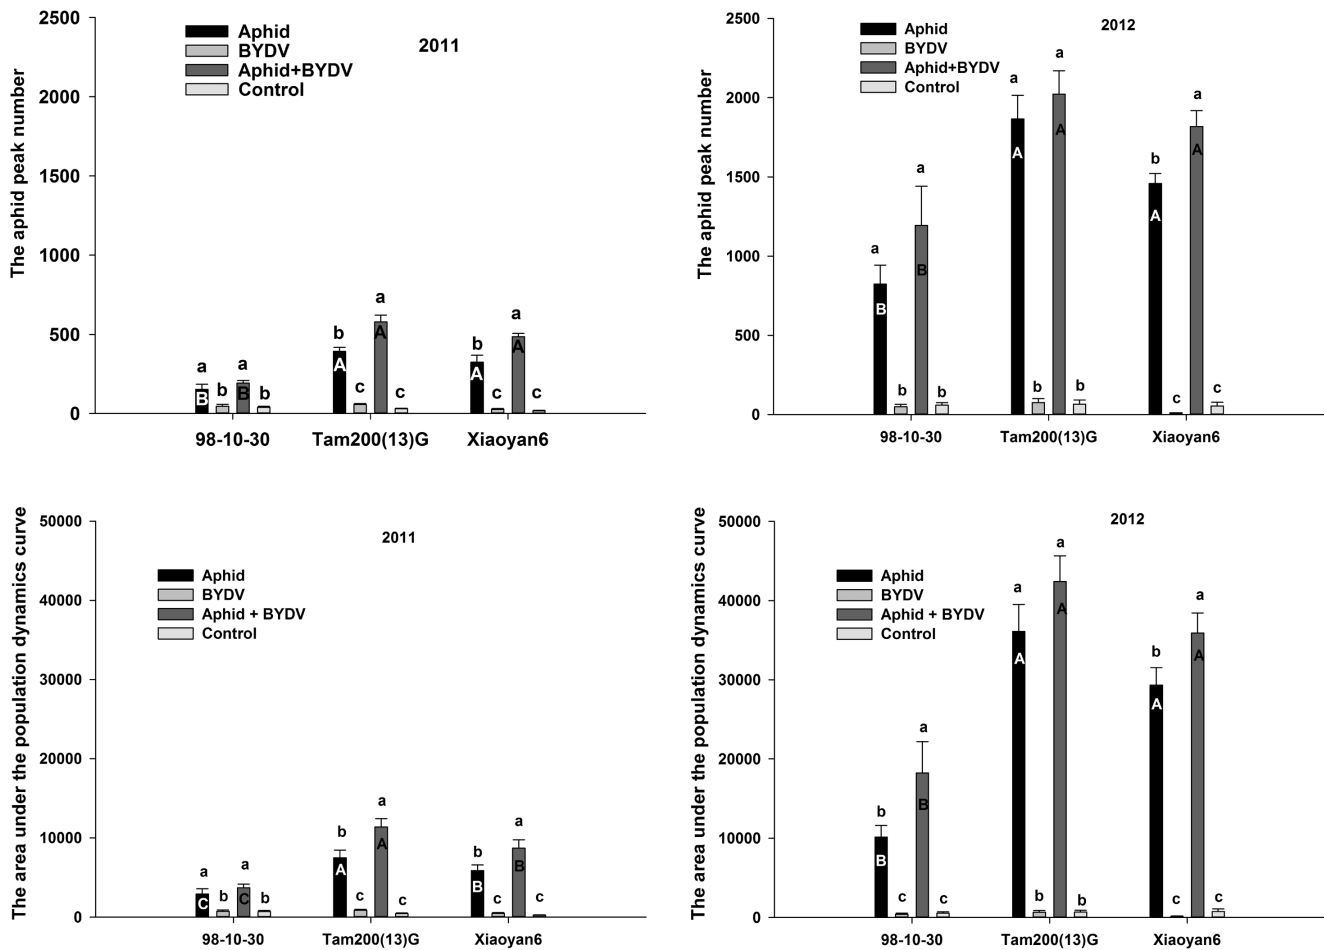 The aphid peak number
2500
2000
1500
1000
500
0
Aphid
BYDV
Aphid+BYDV
Control
2011
a
b
a
b
B
B
b
c
a
c
A
A
b
c
a
c
A
A
98-10-30
Tam200(13)G
Xiaoyan6
The aphid peak number
2500
2000
1500
1000
500
0
Aphid
BYDV
Aphid+BYDV
Control
2012
a
b
a
b
B
B
a
b
a
b
A
A
b
c
a
c
A
A
98-10-30
Tam200(13)G
Xiaoyan6
The area under the population dynamics curve
50000
40000
30000
20000
10000
0
2011
Aphid
BYDV
Aphid + BYDV
Control
a
b
a
b
C
C
b
c
a
c
A
A
b
c
a
c
B
B
98-10-30
Tam200(13)G
Xiaoyan6
The area under the population dynamics curve
50000
40000
30000
20000
10000
0
2012
Aphid
BYDV
Aphid + BYDV
Control
b
c
a
c
B
B
a
b
a
b
A
A
b
c
a
c
A
A
98-10-30
Tam200(13)G
Xiaoyan6